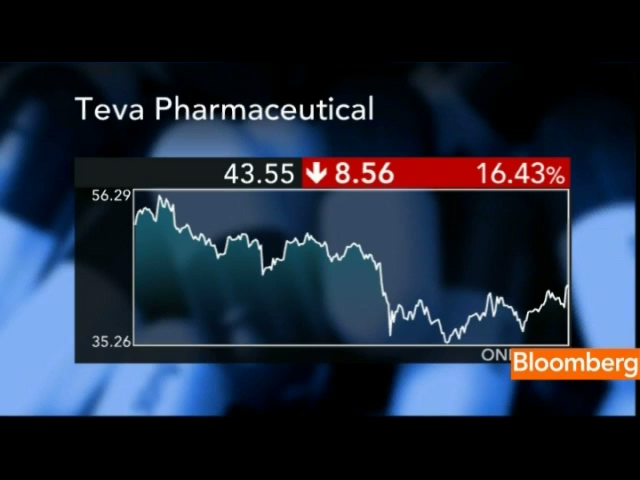 Teva Pharmaceutical
43.55 8.56 16.43%
56.29
35.26
Bloomberg